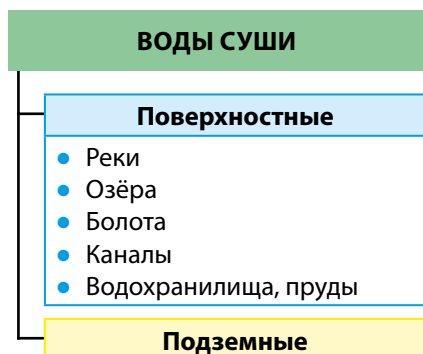 ВОДЫ СУШИ
Поверхностные
● Реки
● Озёра
● Болота
● Каналы
● Водохранилища, пруды
Подземные